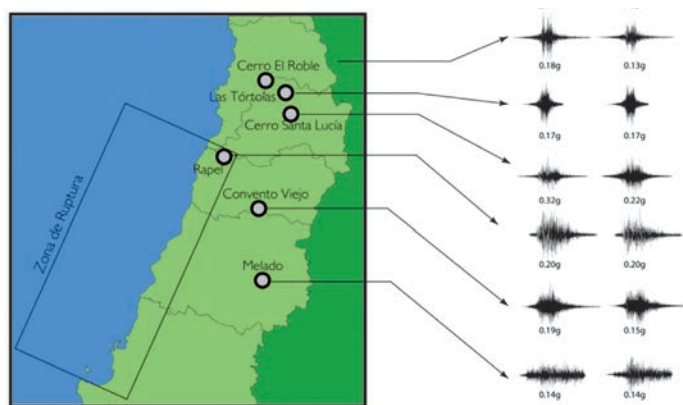 Cerro El Roble
Las Tórtolas
Cerro Santa Lucía
Rapel
Convento Viejo
Melado
Zona de Ruptura
0.18g 0.13g
0.17g 0.17g
0.32g 0.22g
0.20g 0.20g
0.19g 0.15g
0.14g 0.14g